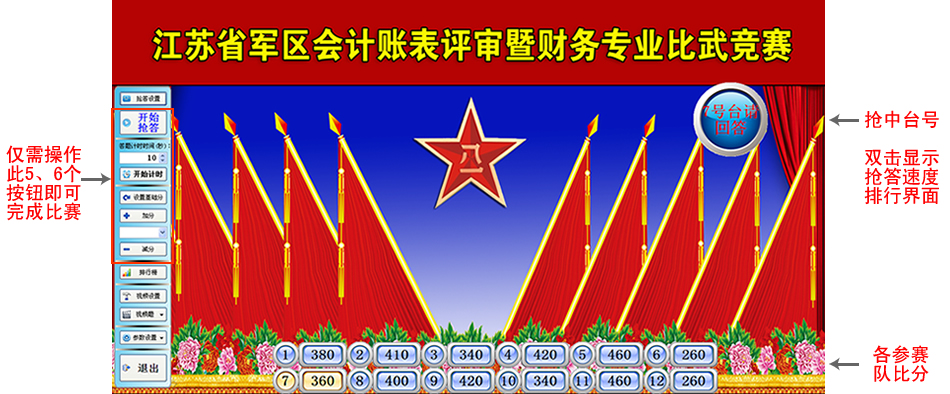 江苏省军区会计账表评审暨财务专业比武竞赛
抢答设置
开始
抢答
答题计时时间(秒):
10
开始计时
设置基础分
加分
减分
排行榜
视频设置
视频题
参数设置
退出
7号台请
回答
八一
仅需操作
此5、6个
按钮即可
完成比赛
抢中台号
双击显示
抢答速度
排行界面
各参赛
队比分
1 380 2 410 3 340 4 420 5 460 6 260
7 360 8 400 9 420 10 340 11 460 12 260